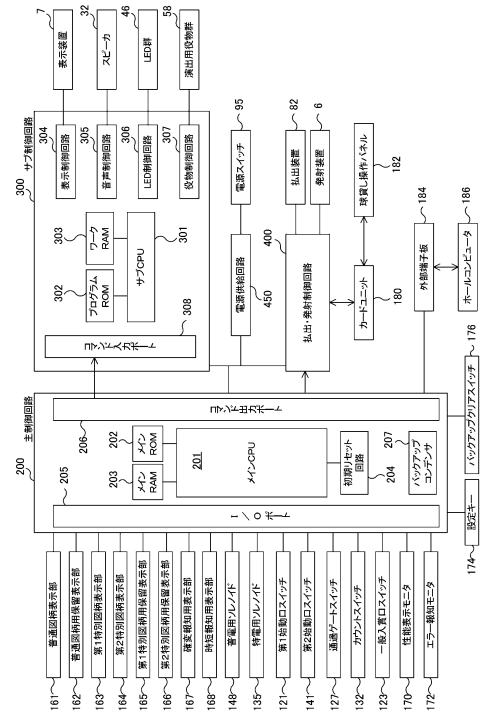 161 普通図柄表示部
162 普通図柄用保留表示部
163 第1特別図柄表示部
164 第2特別図柄表示部
165 第1特別図柄用保留表示部
166 第2特別図柄用保留表示部
167 確変報知用表示部
168 時短報知用表示部
148 普電用ソレノイド
135 特電用ソレノイド
121 第1始動口スイッチ
141 第2始動口スイッチ
127 通過ゲートスイッチ
132 カウントスイッチ
123 一般入賞口スイッチ
170 性能表示モニタ
172 エラー報知モニタ
200
主制御回路
205
I/Oポート
203
メイン
RAM
202
メイン
ROM
206
201
メインCPU
コマンド出力ポート
初期リセット
回路
204
207
バックアップ
コンデンサ
174
設定キー
バックアップクリアスイッチ
176
300
サブ制御回路
コマンド入力ポート
308
302
プログラム
ROM
303
ワーク
RAM
サブCPU
301
304
表示制御回路
305
音声制御回路
306
LED制御回路
307
役物制御回路
7
表示装置
32
スピーカ
46
LED群
58
演出用役物群
電源供給回路
450
電源スイッチ
95
払出・発射制御回路
400
払出装置
82
発射装置
6
カードユニット
180
球貸し操作パネル
182
外部端子板
184
ホールコンピュータ
186